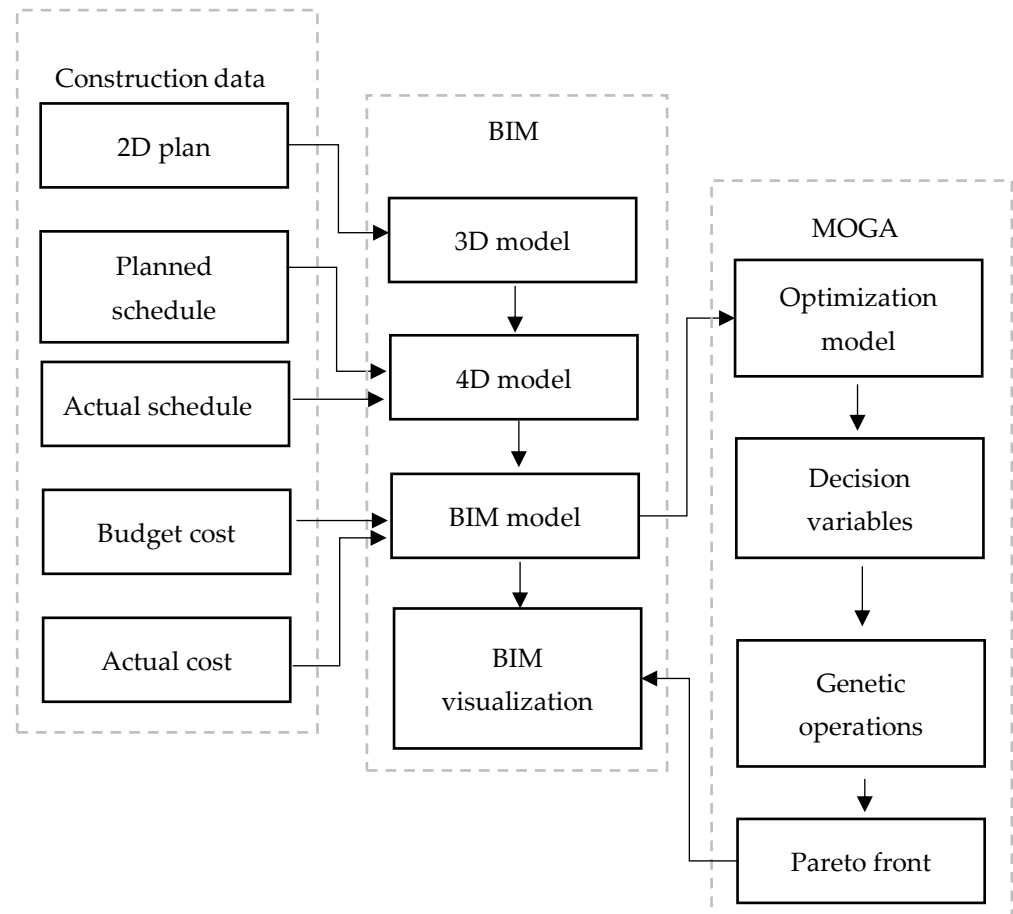 Construction data
2D plan
Planned
schedule
Actual schedule
Budget cost
Actual cost
BIM
3D model
4D model
BIM model
BIM
visualization
MOGA
Optimization
model
Decision
variables
Genetic
operations
Pareto front